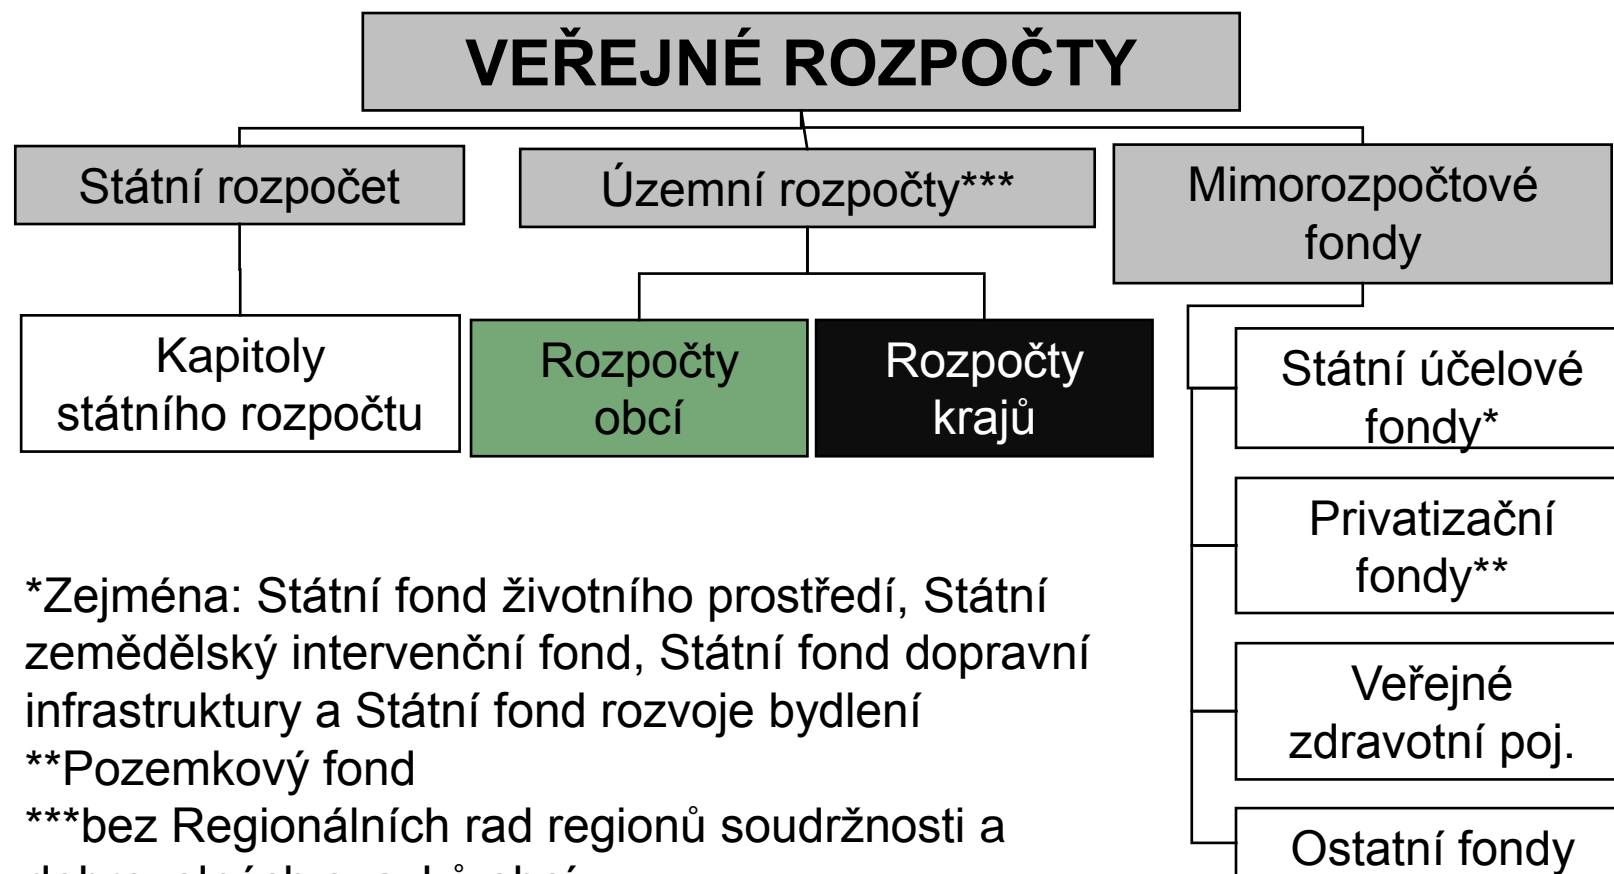 VEŘEJNÉ ROZPOČTY
Státní rozpočet
Územní rozpočty***
Mimorozpočtové
fondy
Kapitoly
státního rozpočtu
Rozpočty
obcí
Rozpočty
krajů
Státní účelové
fondy*
Privatizační
fondy**
Veřejné
zdravotní poj.
Ostatní fondy
*Zejména: Státní fond životního prostředí, Státní
zemědělský intervenční fond, Státní fond dopravní
infrastruktury a Státní fond rozvoje bydlení
**Pozemkový fond
***bez Regionálních rad regionů soudržnosti a